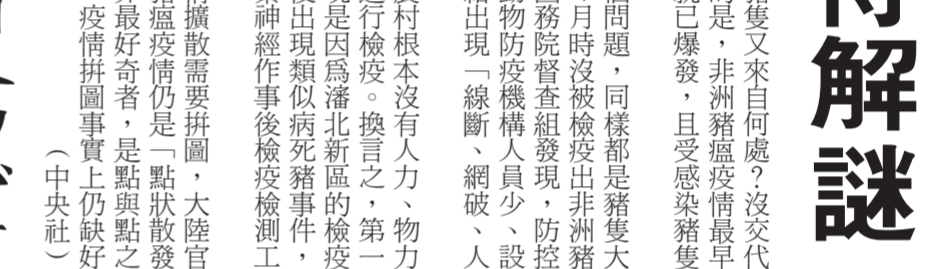 解謎
豬隻又來自何處？沒交代
的是，非洲豬瘟疫情最早
就已爆發，且受感染豬隻
個問題，同樣都是豬隻大
月時沒被檢疫出非洲豬
國務院督查組發現，防控
動物防疫機構人員少、設
出現「線斷、網破、人
村根本沒有人力、物力
進行檢疫。換言之，第一
是因爲瀋北新區的檢疫
出現類似病死豬事件，
神經作事後檢疫檢測工
情擴散需要拼圖，大陸官
豬瘟疫情仍是「點狀散發
最好奇者，是點與點之
疫情拼圖事實上仍缺好
（中央社）